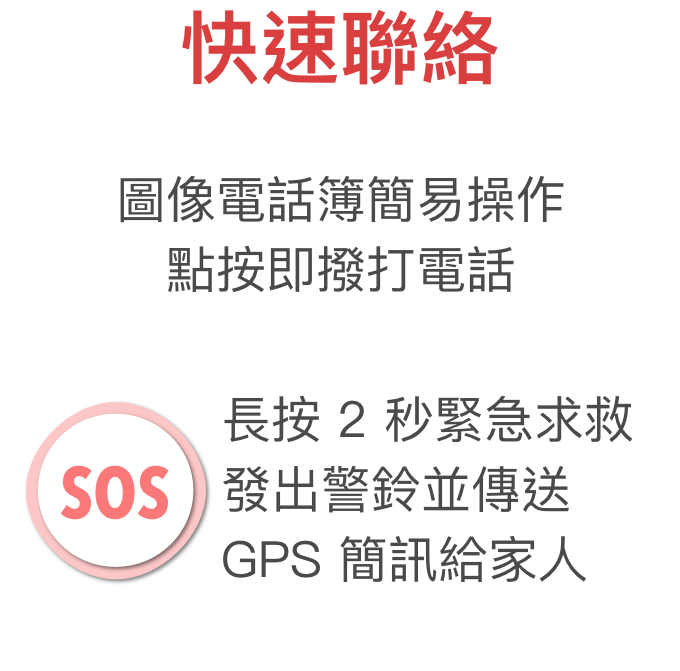 快速聯絡
圖像電話簿簡易操作
點按即撥打電話
長按 2 秒緊急求救
SOS
發出警鈴並傳送
GPS 簡訊給家人